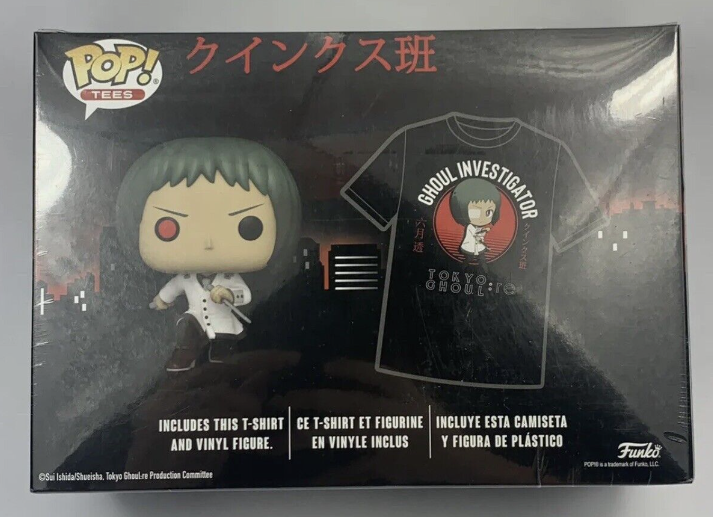 POP!
TEES
クインクス班
GHOUL INVESTIGATOR
六月透
クインクス班
TOKYO
GHOUL:re
INCLUDES THIS T-SHIRT
AND VINYL FIGURE.
CE T-SHIRT ET FIGURINE
EN VINYLE INCLUS
INCLUYE ESTA CAMISETA
Y FIGURA DE PLÁSTICO
©Sui Ishida/Shueisha, Tokyo Ghoul:re Production Committee
Funko
POP!® is a trademark of Funko, LLC.